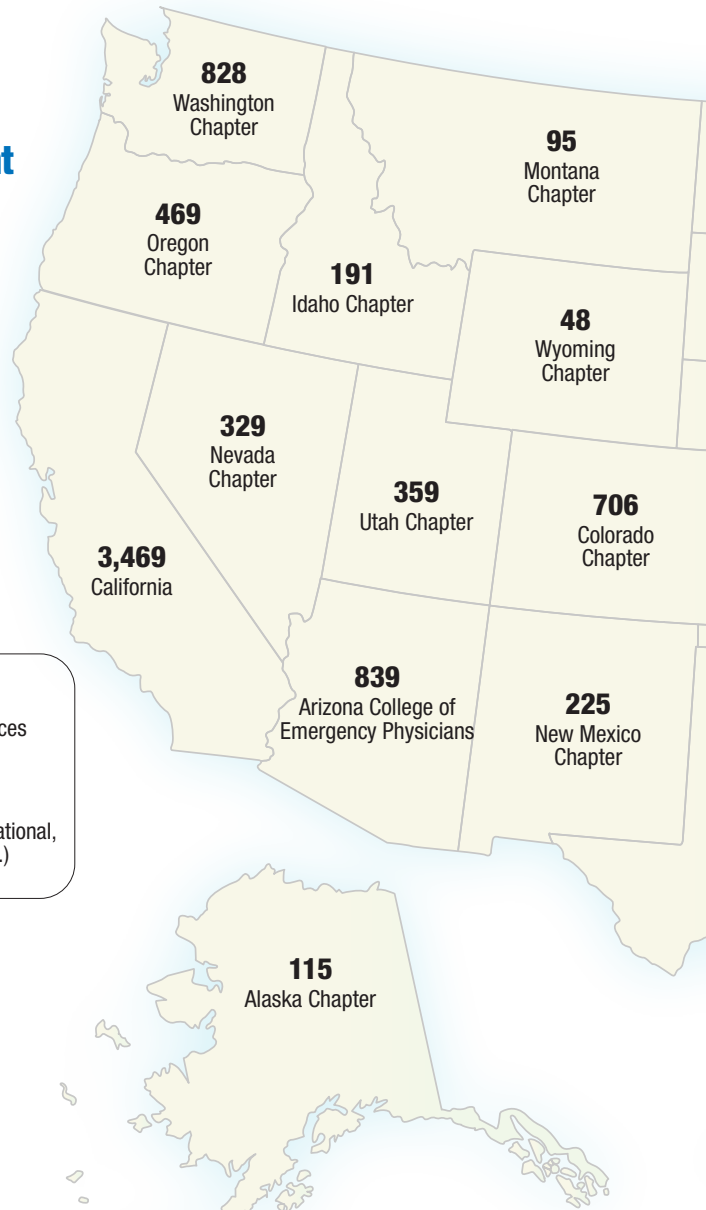 828
Washington
Chapter
95
Montana
Chapter
469
Oregon
Chapter
191
Idaho Chapter
48
Wyoming
Chapter
329
Nevada
Chapter
359
Utah Chapter
706
Colorado
Chapter
3,469
California
839
Arizona College of
Emergency Physicians
225
New Mexico
Chapter
115
Alaska Chapter